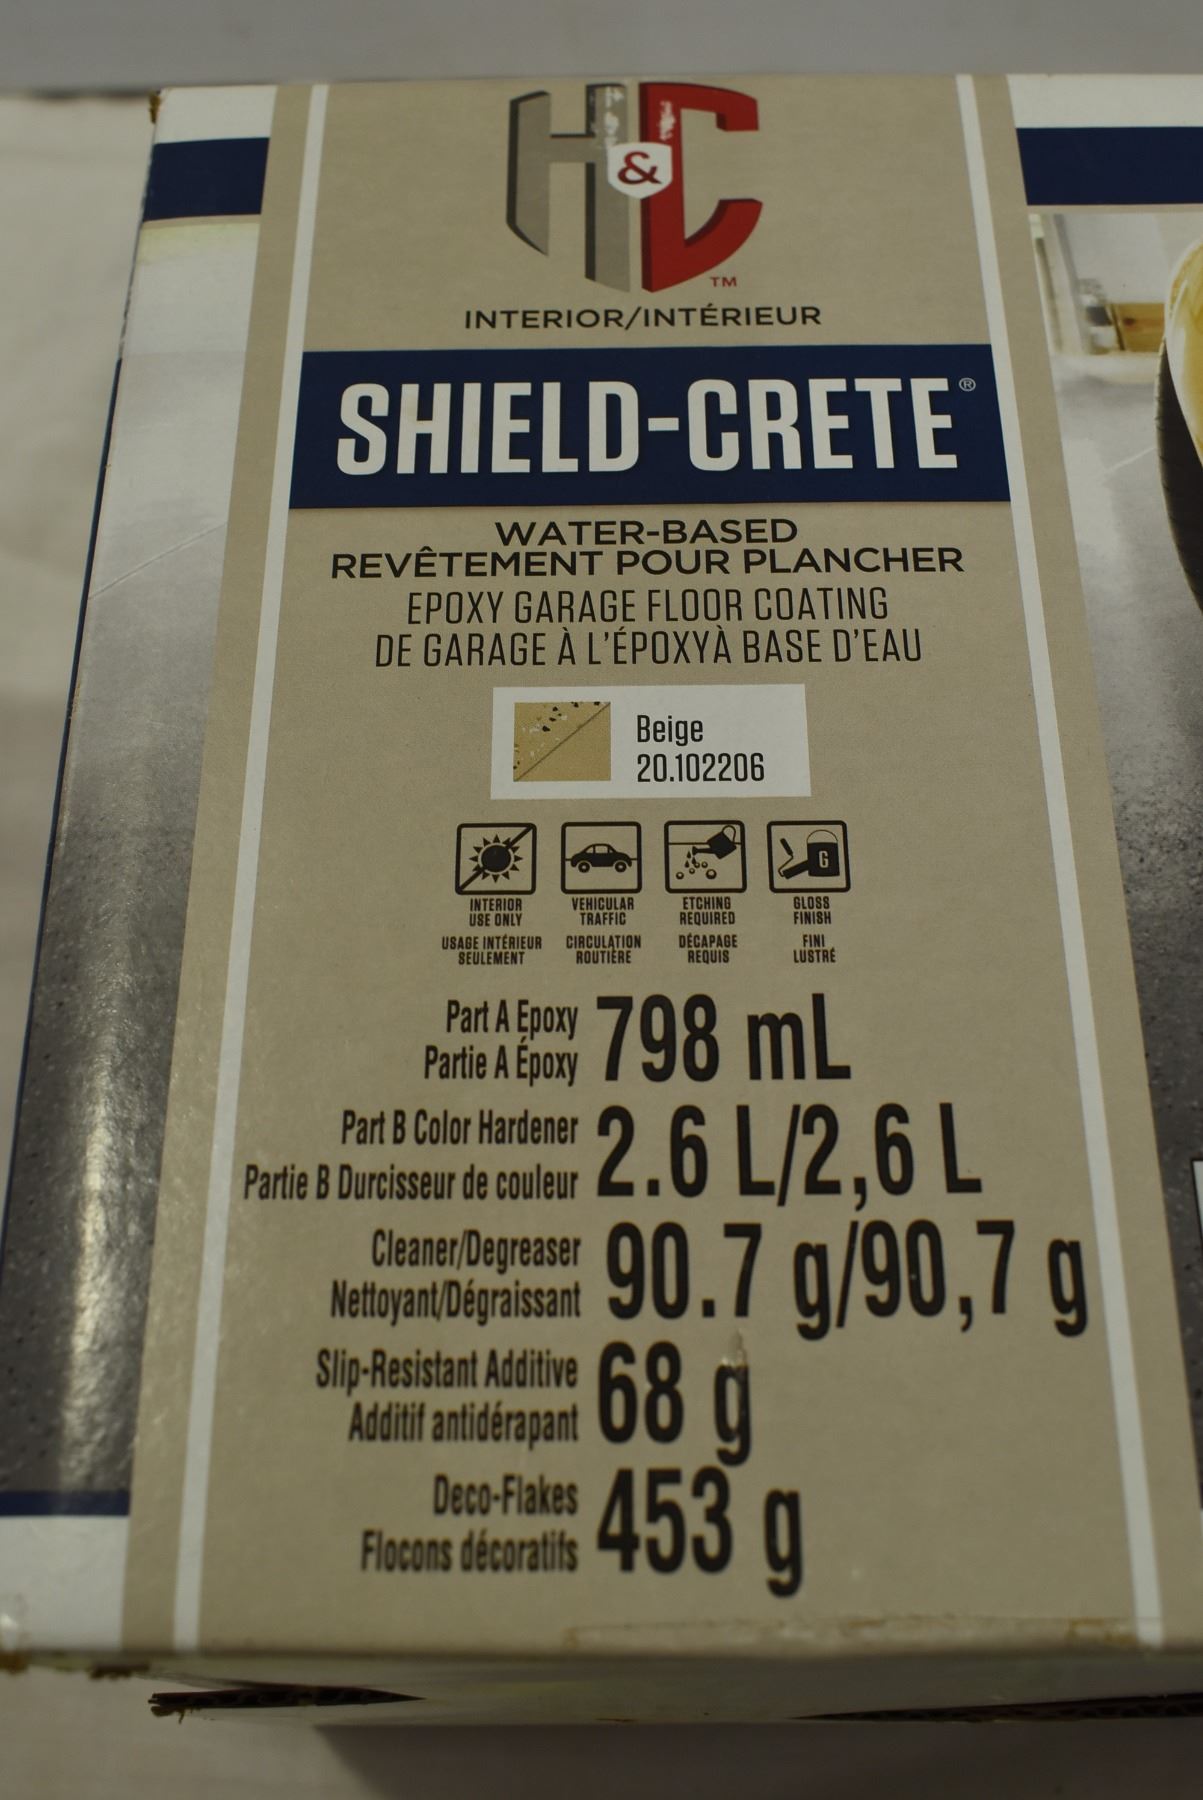 H&C™
INTERIOR/INTÉRIEUR
SHIELD-CRETE®
WATER-BASED
REVÊTEMENT POUR PLANCHER
EPOXY GARAGE FLOOR COATING
DE GARAGE À L'ÉPOXYÀ BASE D'EAU
Beige
20.102206
INTERIOR
USE ONLY
USAGE INTÉRIEUR
SEULEMENT
VEHICULAR
TRAFFIC
CIRCULATION
ROUTIÈRE
ETCHING
REQUIRED
DÉCAPAGE
REQUIS
G
GLOSS
FINISH
FINI
LUSTRÉ
Part A Epoxy 798 mL
Partie A Époxy
Part B Color Hardener 2.6 L/2,6 L
Partie B Durcisseur de couleur
Cleaner/Degreaser 90.7 g/90,7 g
Nettoyant/Dégraissant
Slip-Resistant Additive 68 g
Additif antidérapant
Deco-Flakes 453 g
Flocons décoratifs